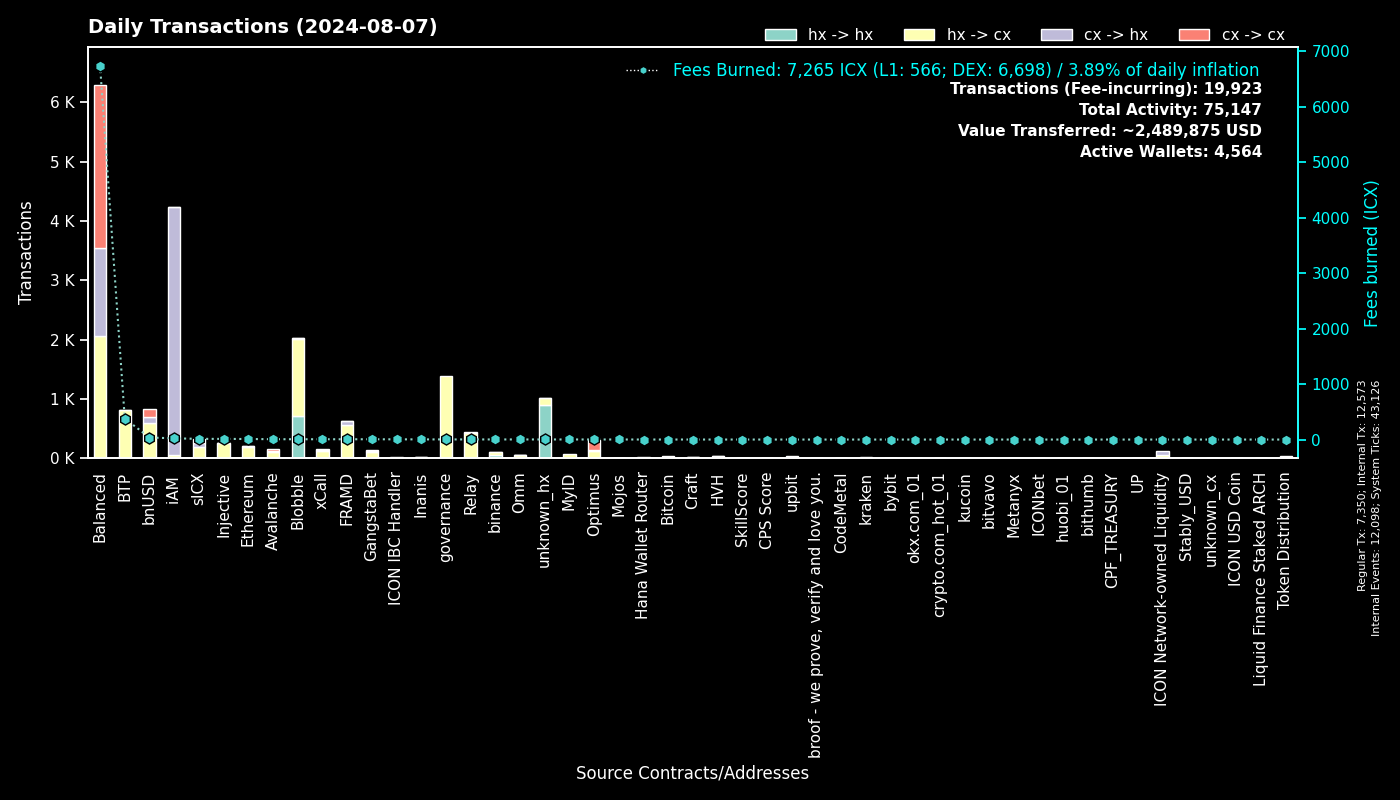 Daily Transactions (2024-08-07)
hx -> hx
hx -> cx
cx -> hx
cx -> cx
Fees Burned: 7,265 ICX (L1: 566; DEX: 6,698) / 3.89% of daily inflation
Transactions (Fee-incurring): 19,923
Total Activity: 75,147
Value Transferred: ~2,489,875 USD
Active Wallets: 4,564
Transactions
6 K
5 K
4 K
3 K
2 K
1 K
0 K
7000
6000
5000
4000
3000
2000
1000
0
Fees burned (ICX)
Regular Tx: 7,350; Internal Tx: 12,573
Internal Events: 12,098; System Ticks: 43,126
Balanced
BTP
bnUSD
iAM
sICX
Injective
Ethereum
Avalanche
Blobble
xCall
FRAMD
GangstaBet
ICON IBC Handler
Inanis
governance
Relay
binance
Omm
unknown_hx
MyID
Optimus
Mojos
Hana Wallet Router
Bitcoin
Craft
HVH
SkillScore
CPS Score
upbit
broof - we prove, verify and love you.
CodeMetal
kraken
bybit
okx.com_01
crypto.com_hot_01
kucoin
bitvavo
Metanyx
ICONbet
huobi_01
bithumb
CPF_TREASURY
UP
ICON Network-owned Liquidity
Stably_USD
unknown_cx
ICON USD Coin
Liquid Finance Staked ARCH
Token Distribution
Source Contracts/Addresses